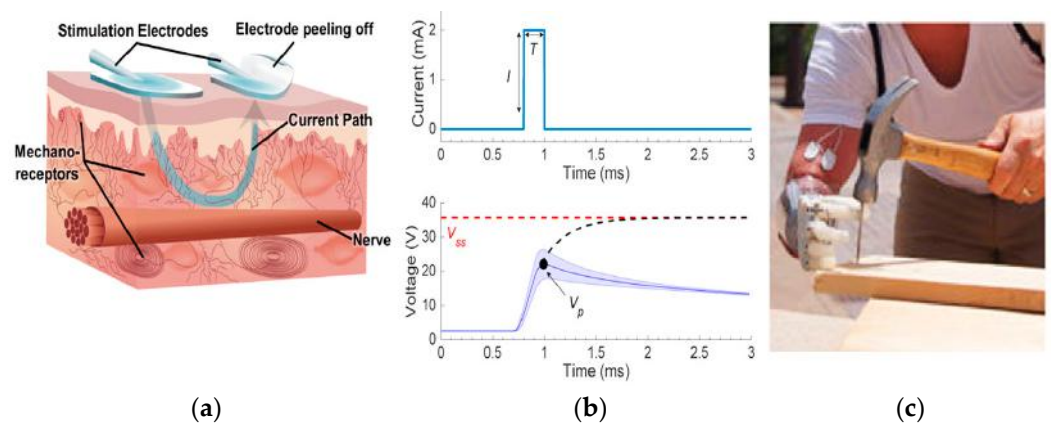 Stimulation Electrodes
Electrode peeling off
Current Path
Mechano-
receptors
Nerve
Current (mA)
2
1
0
I
T
0 0.5 1 1.5 2 2.5 3
Time (ms)
Voltage (V)
40
30
20
10
0
Vss
Vp
0 0.5 1 1.5 2 2.5 3
Time (ms)
(a) (b) (c)